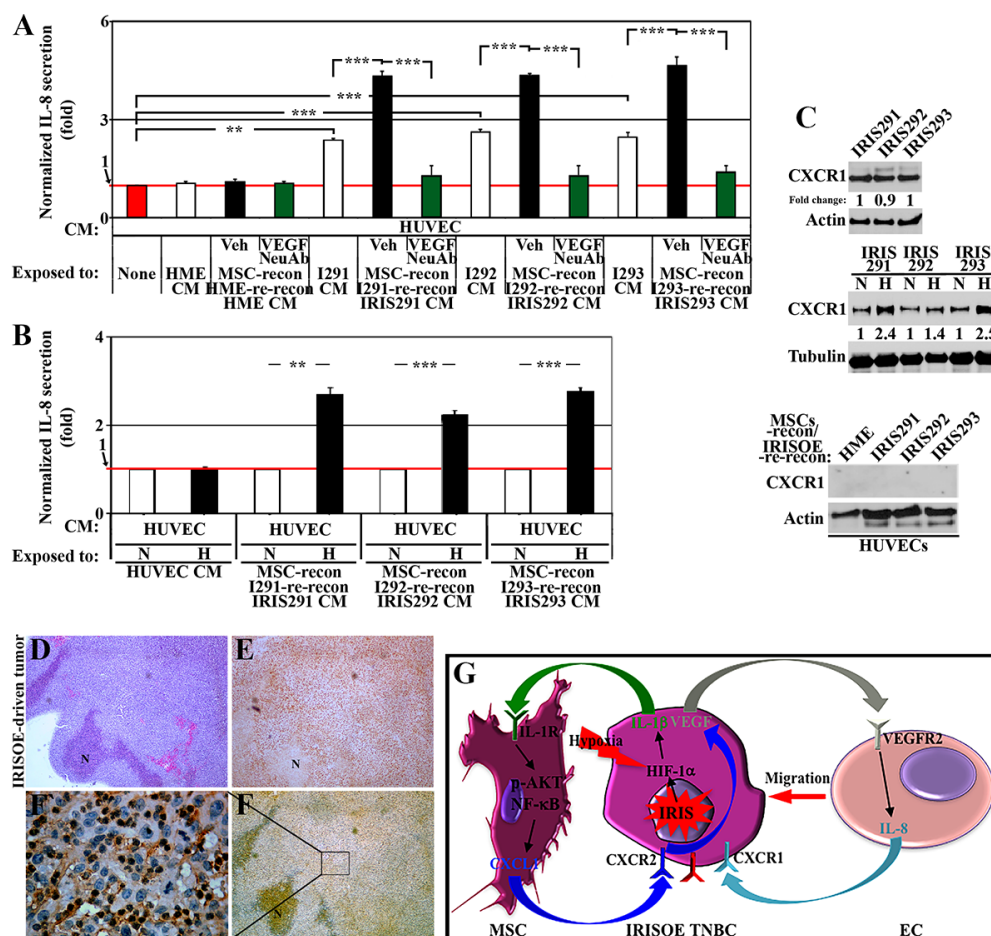 A
Normalized IL-8 secretion
(fold)
6
3
1
0
*** *** *** *** *** ***
***
***
**
CM:
HUVEC
Exposed to:
None
HME
CM
Veh VEGF
NeuAb
MSC-recon
HME-re-recon
HME CM
I291
CM
Veh VEGF
NeuAb
MSC-recon
I291-re-recon
IRIS291 CM
I292
CM
Veh VEGF
NeuAb
MSC-recon
I292-re-recon
IRIS292 CM
I293
CM
Veh VEGF
NeuAb
MSC-recon
I293-re-recon
IRIS293 CM
B
Normalized IL-8 secretion
(fold)
4
2
1
0
** *** ***
CM:
HUVEC HUVEC HUVEC HUVEC
Exposed to:
N H N H N H N H
HUVEC CM
MSC-recon
I291-re-recon
IRIS291 CM
MSC-recon
I292-re-recon
IRIS292 CM
MSC-recon
I293-re-recon
IRIS293 CM
C
IRIS291 IRIS292 IRIS293
CXCR1
Fold change: 1 0.9 1
Actin
IRIS
291
IRIS
292
IRIS
293
N H N H N H
CXCR1
1 2.4 1 1.4 1 2.5
Tubulin
MSCs
-recon/
IRISOE
-re-recon:
HME IRIS291 IRIS292 IRIS293
CXCR1
Actin
HUVECs
IRISOE-driven tumor
D
N
E
N
F
N
G
IL-1β VEGF
IL-1R
Hypoxia
p-AKT
NF-κB
HIF-1α
IRIS
CXCL1
CXCR2
CXCR1
Migration
VEGFR2
IL-8
MSC
IRISOE TNBC
EC